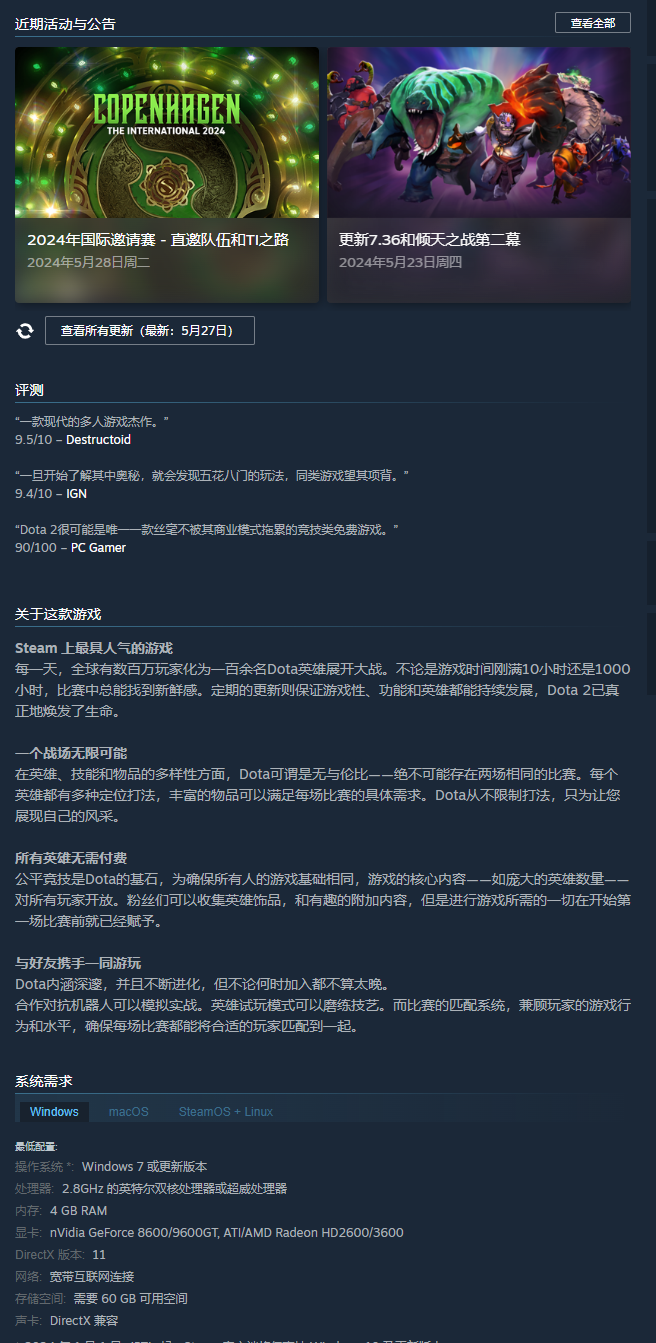 近期活动与公告
查看全部
COPENHAGEN
THE INTERNATIONAL 2024
2024年国际邀请赛 - 直邀队伍和TI之路
2024年5月28日周二
更新7.36和倾天之战第二幕
2024年5月23日周四
查看所有更新（最新：5月27日）
评测
“一款现代的多人游戏杰作。”
9.5/10 – Destructoid
“一旦开始了解其中奥秘，就会发现五花八门的玩法，同类游戏望其项背。”
9.4/10 – IGN
“Dota 2很可能是唯一一款丝毫不被其商业模式拖累的竞技类免费游戏。”
90/100 – PC Gamer
关于这款游戏
Steam 上最具人气的游戏
每一天，全球有数百万玩家化为一百余名Dota英雄展开大战。不论是游戏时间刚满10小时还是1000
小时，比赛中总能找到新鲜感。定期的更新则保证游戏性、功能和英雄都能持续发展，Dota 2已真
正地焕发了生命。
一个战场无限可能
在英雄、技能和物品的多样性方面，Dota可谓是无与伦比——绝不可能存在两场相同的比赛。每个
英雄都有多种定位打法，丰富的物品可以满足每场比赛的具体需求。Dota从不限制打法，只为让您
展现自己的风采。
所有英雄无需付费
公平竞技是Dota的基石，为确保所有人的游戏基础相同，游戏的核心内容——如庞大的英雄数量——
对所有玩家开放。粉丝们可以收集英雄饰品，和有趣的附加内容，但是进行游戏所需的一切在开始第
一场比赛前就已经赋予。
与好友携手一同游玩
Dota内涵深邃，并且不断进化，但不论何时加入都不算太晚。
合作对抗机器人可以模拟实战。英雄试玩模式可以磨练技艺。而比赛的匹配系统，兼顾玩家的游戏行
为和水平，确保每场比赛都能将合适的玩家匹配到一起。
系统需求
Windows macOS SteamOS + Linux
最低配置:
操作系统 *: Windows 7 或更新版本
处理器: 2.8GHz 的英特尔双核处理器或超威处理器
内存: 4 GB RAM
显卡: nVidia GeForce 8600/9600GT, ATI/AMD Radeon HD2600/3600
DirectX 版本: 11
网络: 宽带互联网连接
存储空间: 需要 60 GB 可用空间
声卡: DirectX 兼容